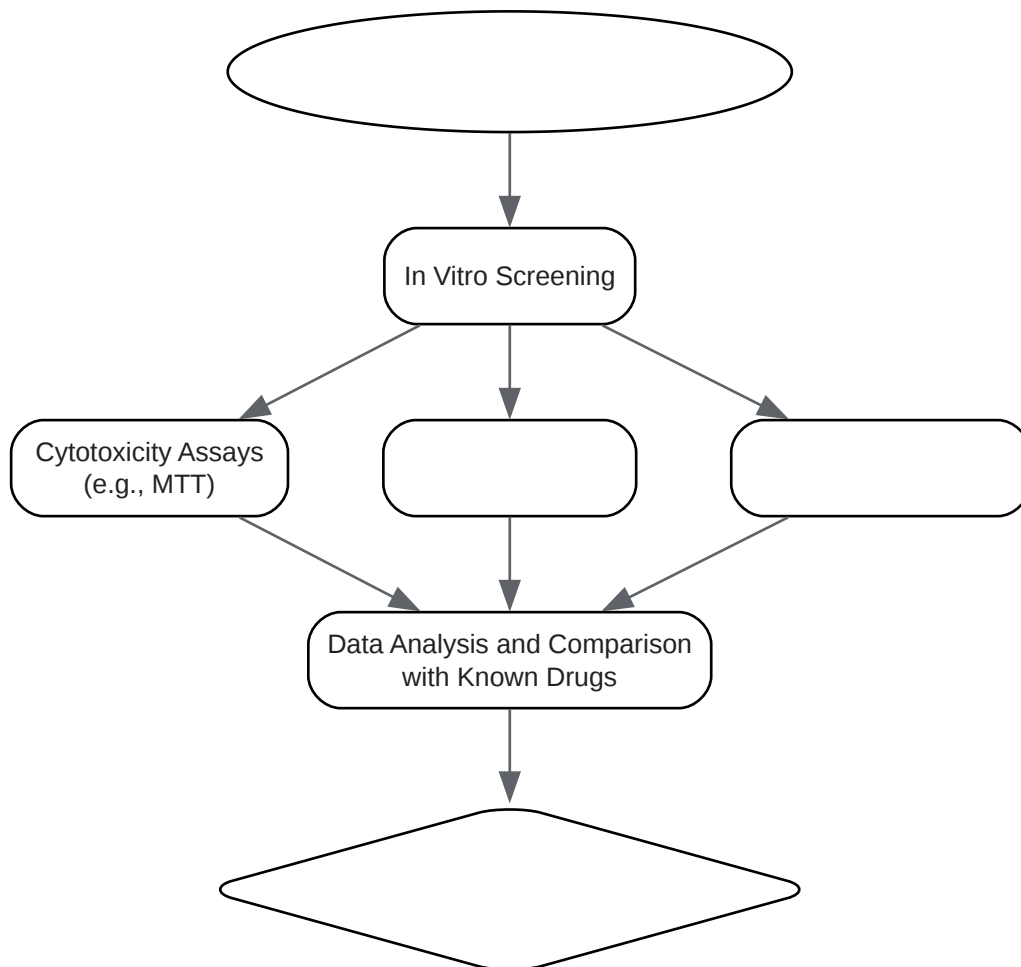 In Vitro Screening
Cytotoxicity Assays
(e.g., MTT)
Data Analysis and Comparison
with Known Drugs